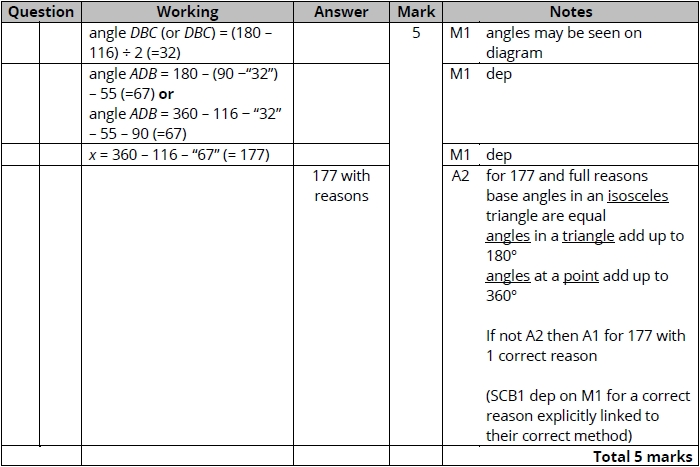 Question Working Answer Mark Notes
angle DBC (or DBC) = (180 –
116) ÷ 2 (=32)
5
M1 angles may be seen on
diagram
angle ADB = 180 – (90 –“32”)
– 55 (=67) or
angle ADB = 360 – 116 – “32”
– 55 – 90 (=67)
M1 dep
x = 360 – 116 – “67” (= 177)
M1 dep
177 with
reasons
A2 for 177 and full reasons
base angles in an isosceles
triangle are equal
angles in a triangle add up to
180°
angles at a point add up to
360°
If not A2 then A1 for 177 with
1 correct reason
(SCB1 dep on M1 for a correct
reason explicitly linked to
their correct method)
Total 5 marks